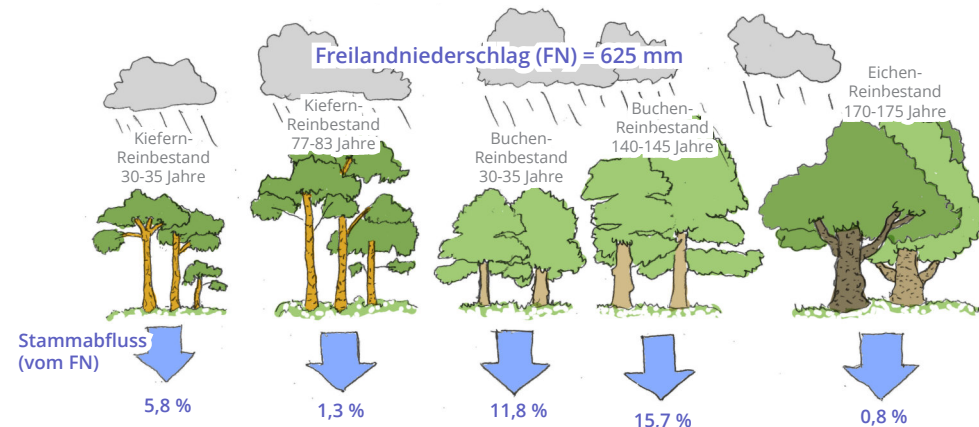 Freilandniederschlag (FN) = 625 mm
Kiefern-
Reinbestand
30-35 Jahre
Kiefern-
Reinbestand
77-83 Jahre
Buchen-
Reinbestand
30-35 Jahre
Buchen-
Reinbestand
140-145 Jahre
Eichen-
Reinbestand
170-175 Jahre
Stammabfluss
(vom FN)
5,8 %
1,3 %
11,8 %
15,7 %
0,8 %